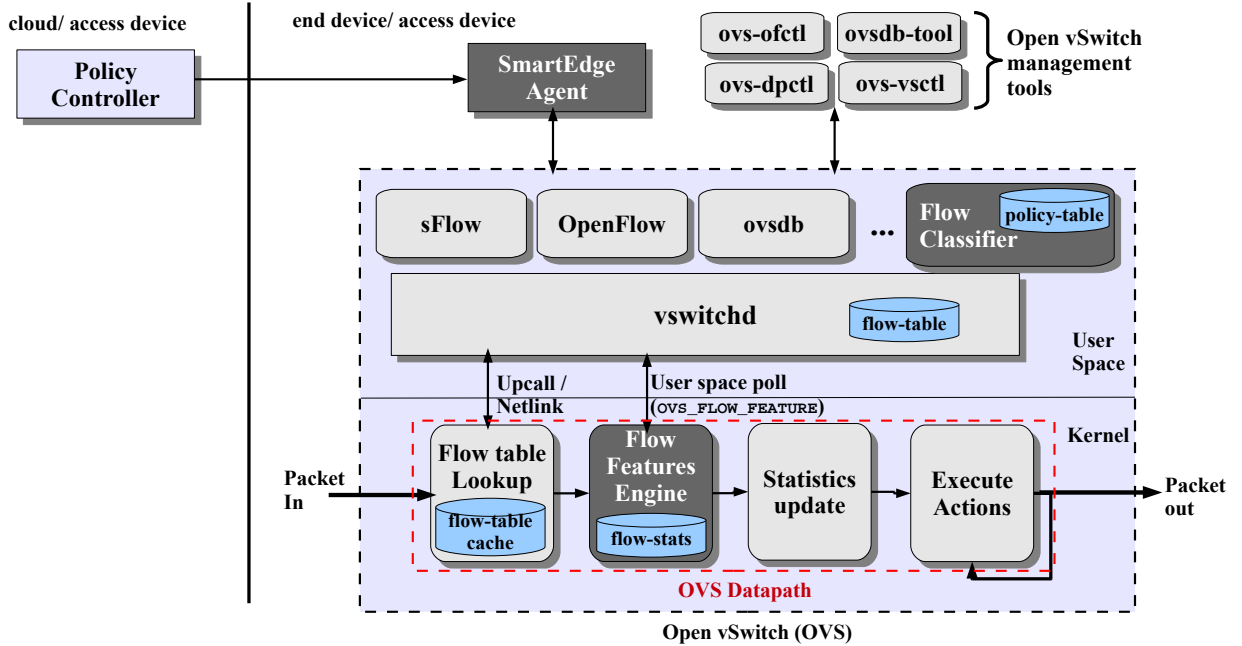 cloud/ access device
end device/ access device
Policy
Controller
SmartEdge
Agent
ovs-ofctl
ovsdb-tool
ovs-dpctl
ovs-vsctl
Open vSwitch
management
tools
sFlow
OpenFlow
ovsdb
...
Flow
Classifier
policy-table
vswitchd
flow-table
User
Space
Upcall /
Netlink
User space poll
(OVS_FLOW_FEATURE)
Kernel
Packet
In
Flow table
Lookup
flow-table
cache
Flow
Features
Engine
flow-stats
Statistics
update
Execute
Actions
Packet
out
OVS Datapath
Open vSwitch (OVS)